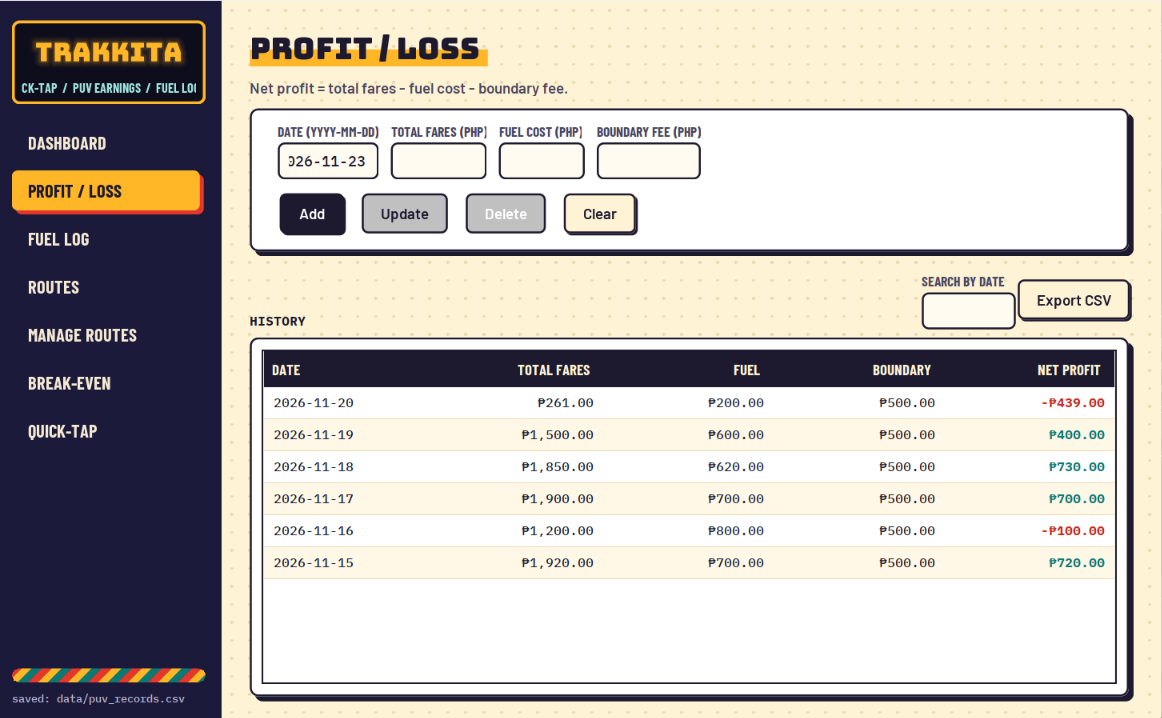 TRAKKITA
CK-TAP / PUV EARNINGS / FUEL LO
DASHBOARD
PROFIT / LOSS
FUEL LOG
ROUTES
MANAGE ROUTES
BREAK-EVEN
QUICK-TAP
saved: data/puv_records.csv
PROFIT / LOSS
Net profit = total fares - fuel cost - boundary fee.
DATE (YYYY-MM-DD) TOTAL FARES (PHP) FUEL COST (PHP) BOUNDARY FEE (PHP)
026-11-23
Add Update Delete Clear
SEARCH BY DATE
Export CSV
HISTORY
DATE TOTAL FARES FUEL BOUNDARY NET PROFIT
2026-11-20 ₱261.00 ₱200.00 ₱500.00 -₱439.00
2026-11-19 ₱1,500.00 ₱600.00 ₱500.00 ₱400.00
2026-11-18 ₱1,850.00 ₱620.00 ₱500.00 ₱730.00
2026-11-17 ₱1,900.00 ₱700.00 ₱500.00 ₱700.00
2026-11-16 ₱1,200.00 ₱800.00 ₱500.00 -₱100.00
2026-11-15 ₱1,920.00 ₱700.00 ₱500.00 ₱720.00